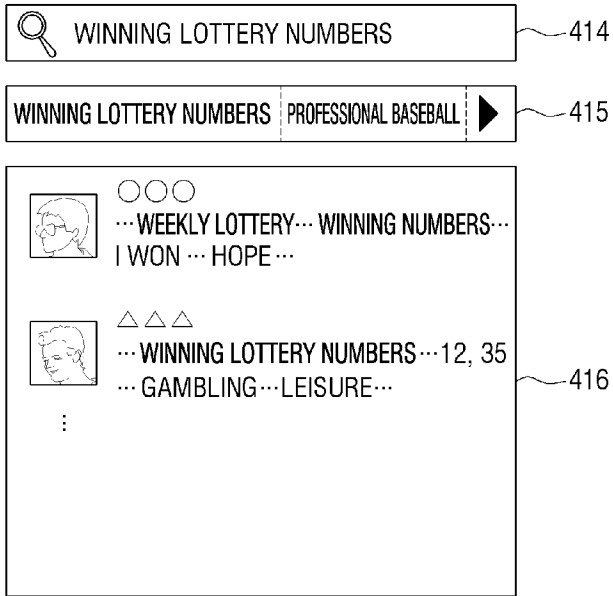 WINNING LOTTERY NUMBERS 414
WINNING LOTTERY NUMBERS PROFESSIONAL BASEBALL 415
○○○
··· WEEKLY LOTTERY··· WINNING NUMBERS···
I WON ··· HOPE ···
△△△
··· WINNING LOTTERY NUMBERS ···12, 35
··· GAMBLING···LEISURE···
416
⋮